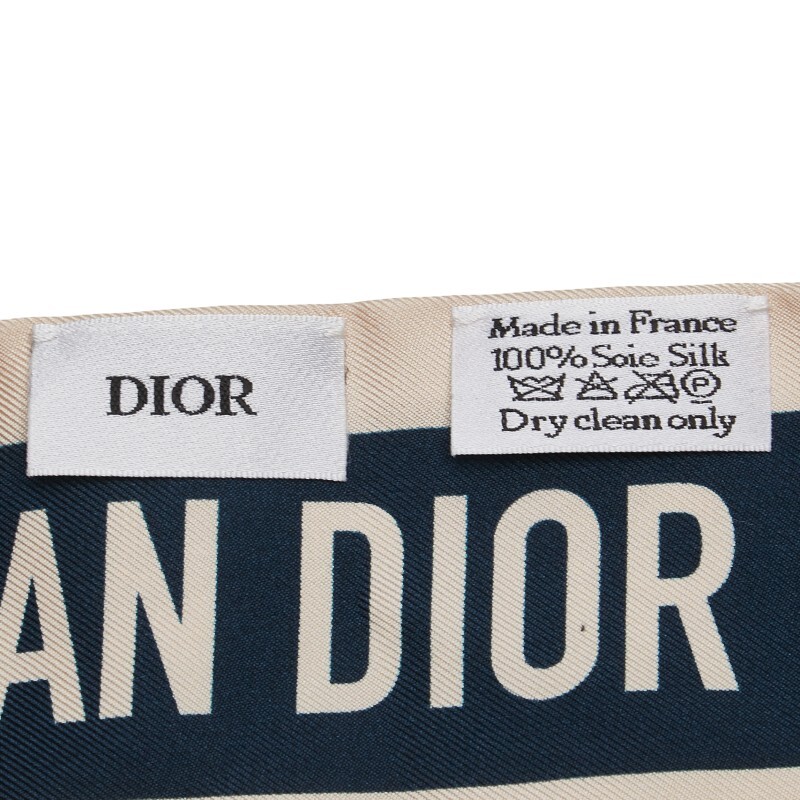 DIOR
Made in France
100% Soie Silk
P
Dry clean only
AN DIOR